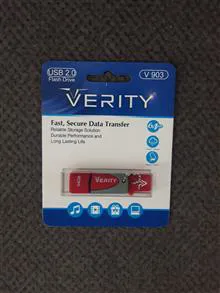 USB 2.0
Flash Drive
V 903
VERITY
Fast, Secure Data Transfer
Reliable Storage Solution
Durable Performance and
Long Lasting Life
VERITY